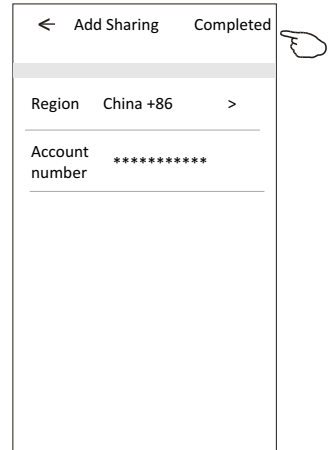 ← Add Sharing Completed
Region China +86 >
Account
number ***********